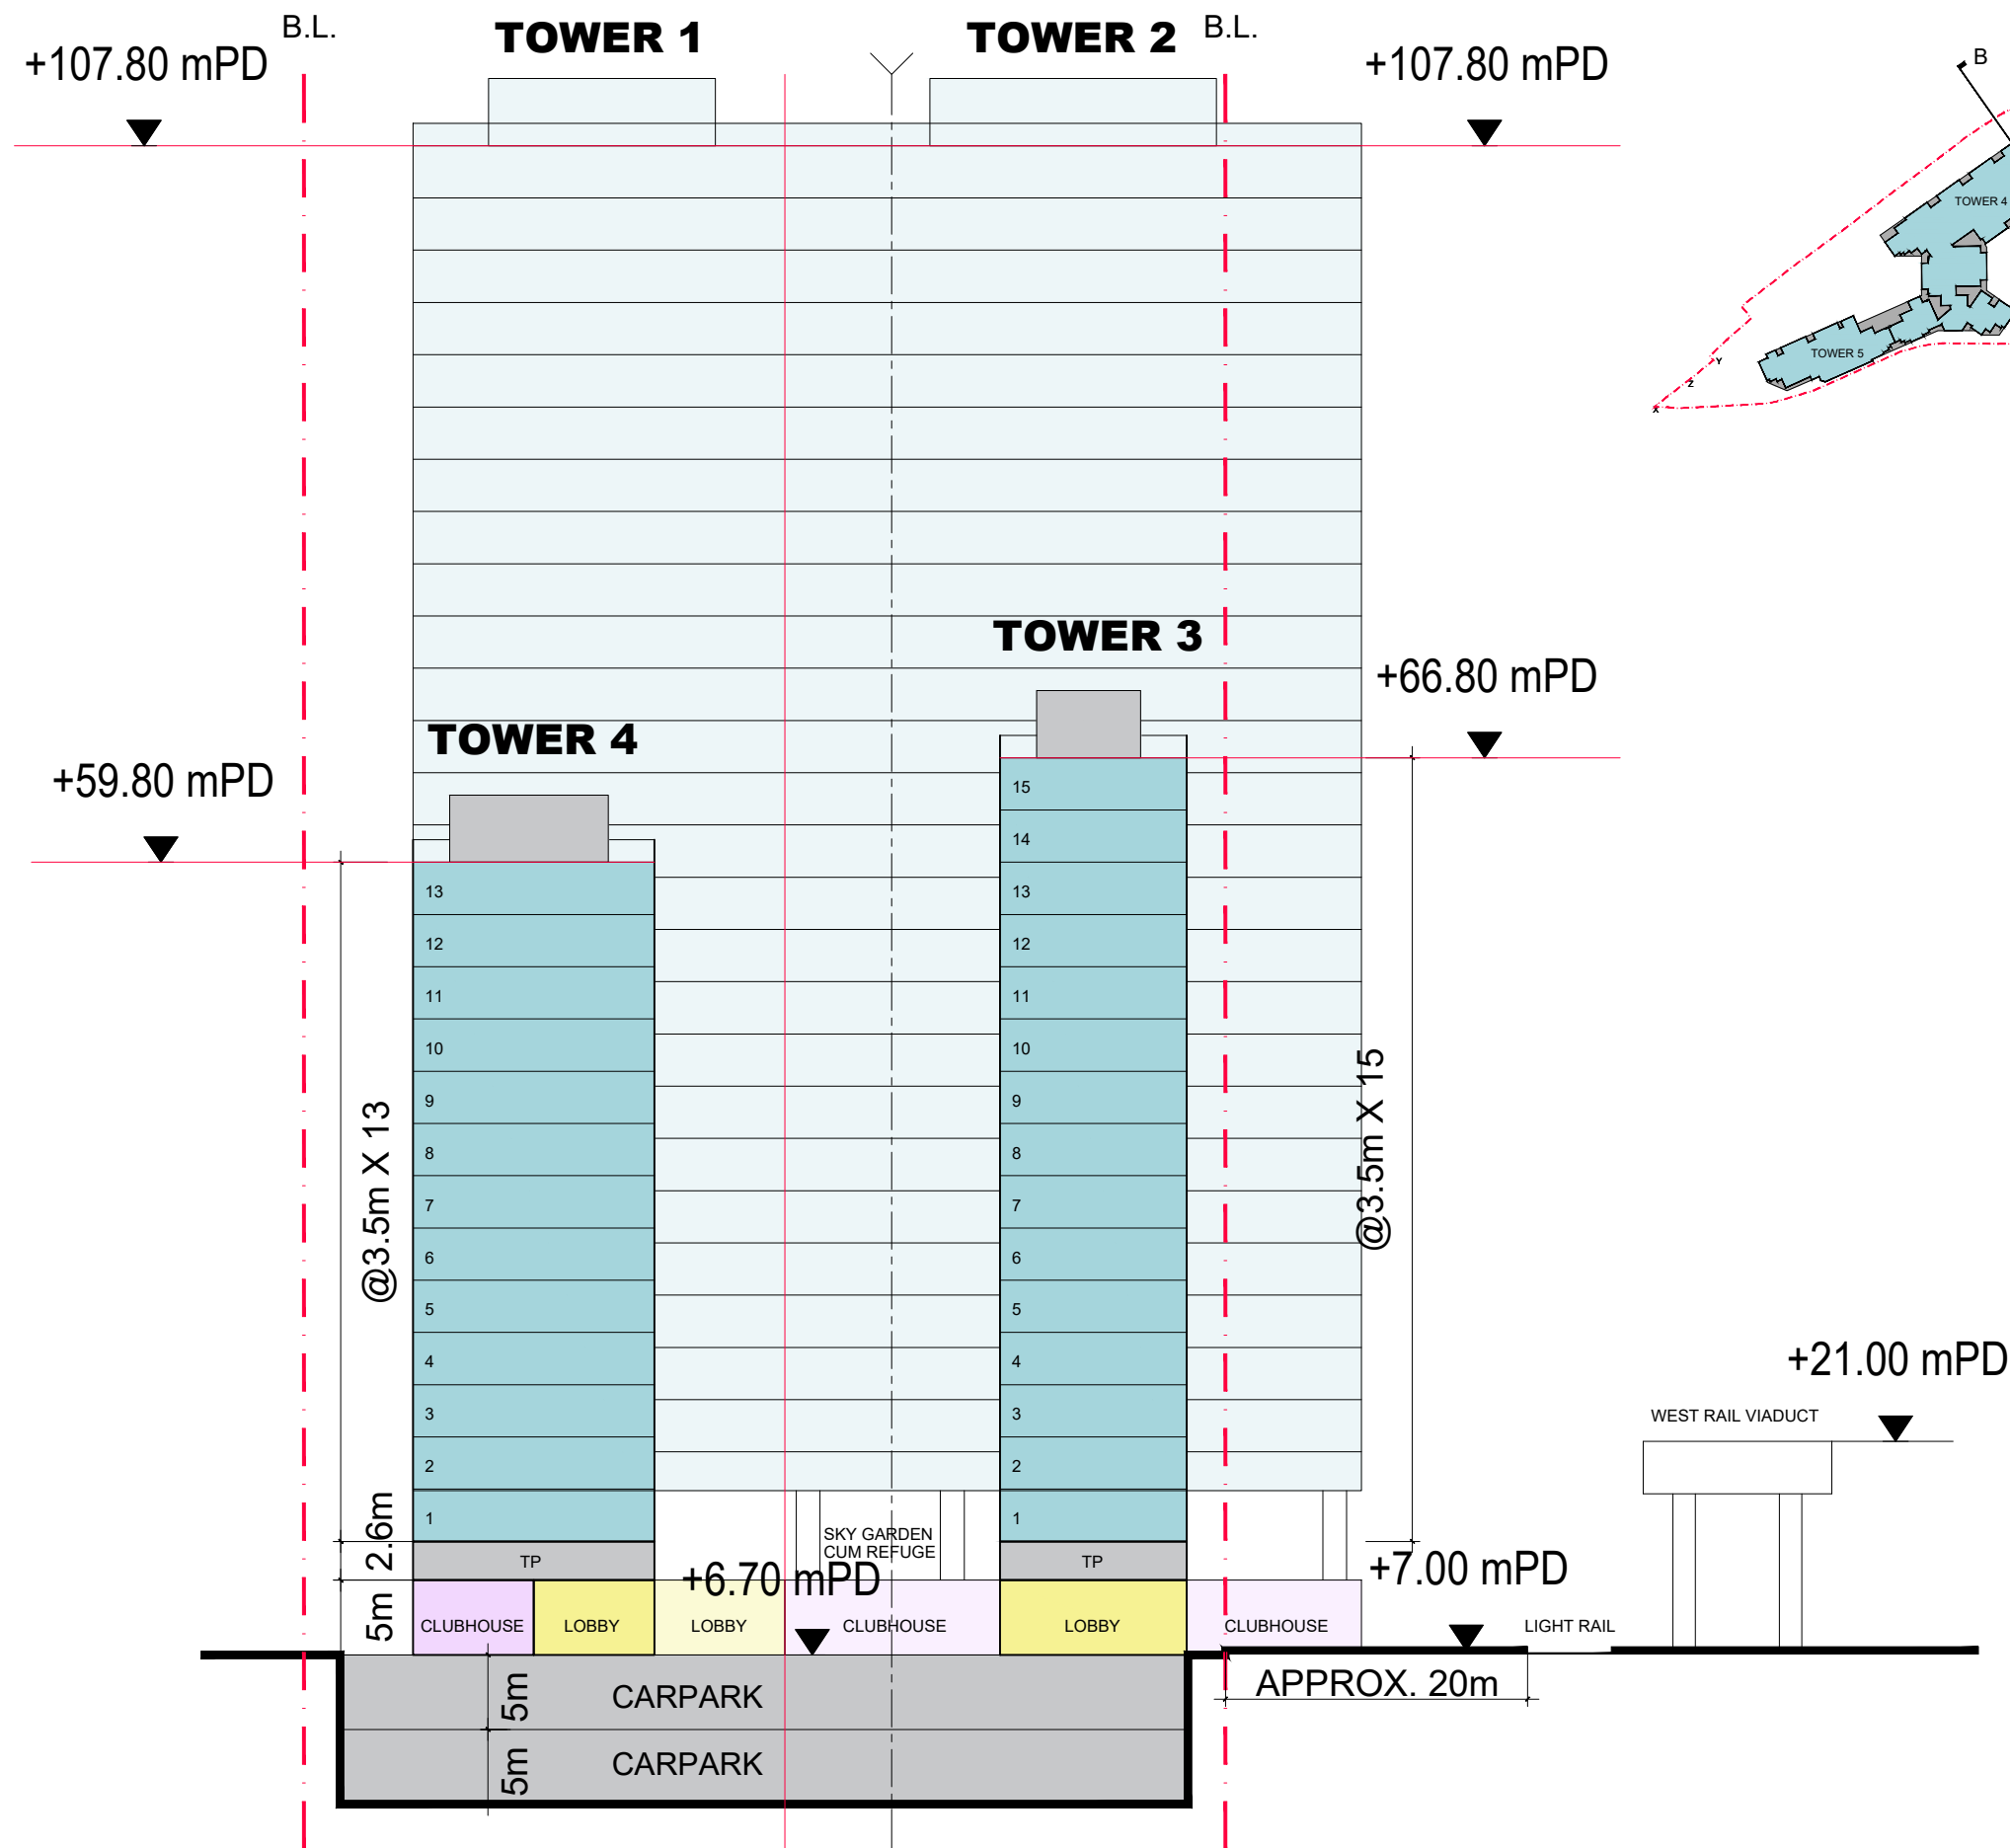 B.L.
TOWER 1
TOWER 2
B.L.
+107.80 mPD
+107.80 mPD
B
TOWER 4
TOWER 5
Y
Z
X
TOWER 3
+66.80 mPD
TOWER 4
+59.80 mPD
15
14
13
12
11
10
9
8
7
6
5
4
3
2
1
13
12
11
10
9
8
7
6
5
4
3
2
1
@3.5m X 13
@3.5m X 15
+21.00 mPD
WEST RAIL VIADUCT
2.6m
SKY GARDEN
CUM REFUGE
TP
TP
+6.70 mPD
+7.00 mPD
5m
CLUBHOUSE
LOBBY
LOBBY
CLUBHOUSE
LOBBY
CLUBHOUSE
LIGHT RAIL
APPROX. 20m
5m
CARPARK
5m
CARPARK